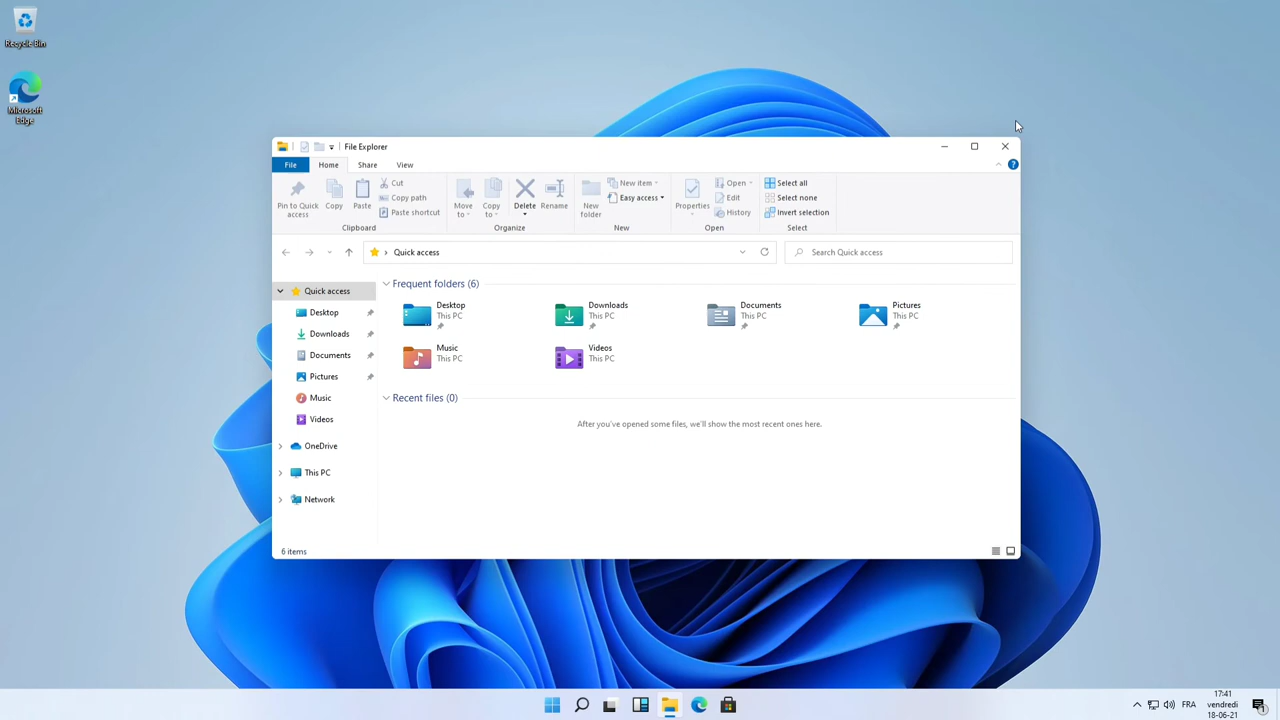 Recycle Bin
Microsoft
Edge
File Explorer
File
Home
Share
View
Pin to Quick
access
Copy
Paste
Cut
Copy path
Paste shortcut
Clipboard
Move
to
Copy
to
Delete
Rename
Organize
New
folder
New item
Easy access
New
Properties
Open
Edit
History
Open
Select all
Select none
Invert selection
Select
Quick access
Search Quick access
Quick access
Desktop
Downloads
Documents
Pictures
Music
Videos
OneDrive
This PC
Network
Frequent folders (6)
Desktop
This PC
Downloads
This PC
Documents
This PC
Pictures
This PC
Music
This PC
Videos
This PC
Recent files (0)
After you've opened some files, we'll show the most recent ones here.
6 items
FRA
17:41
vendredi
18-06-21
1